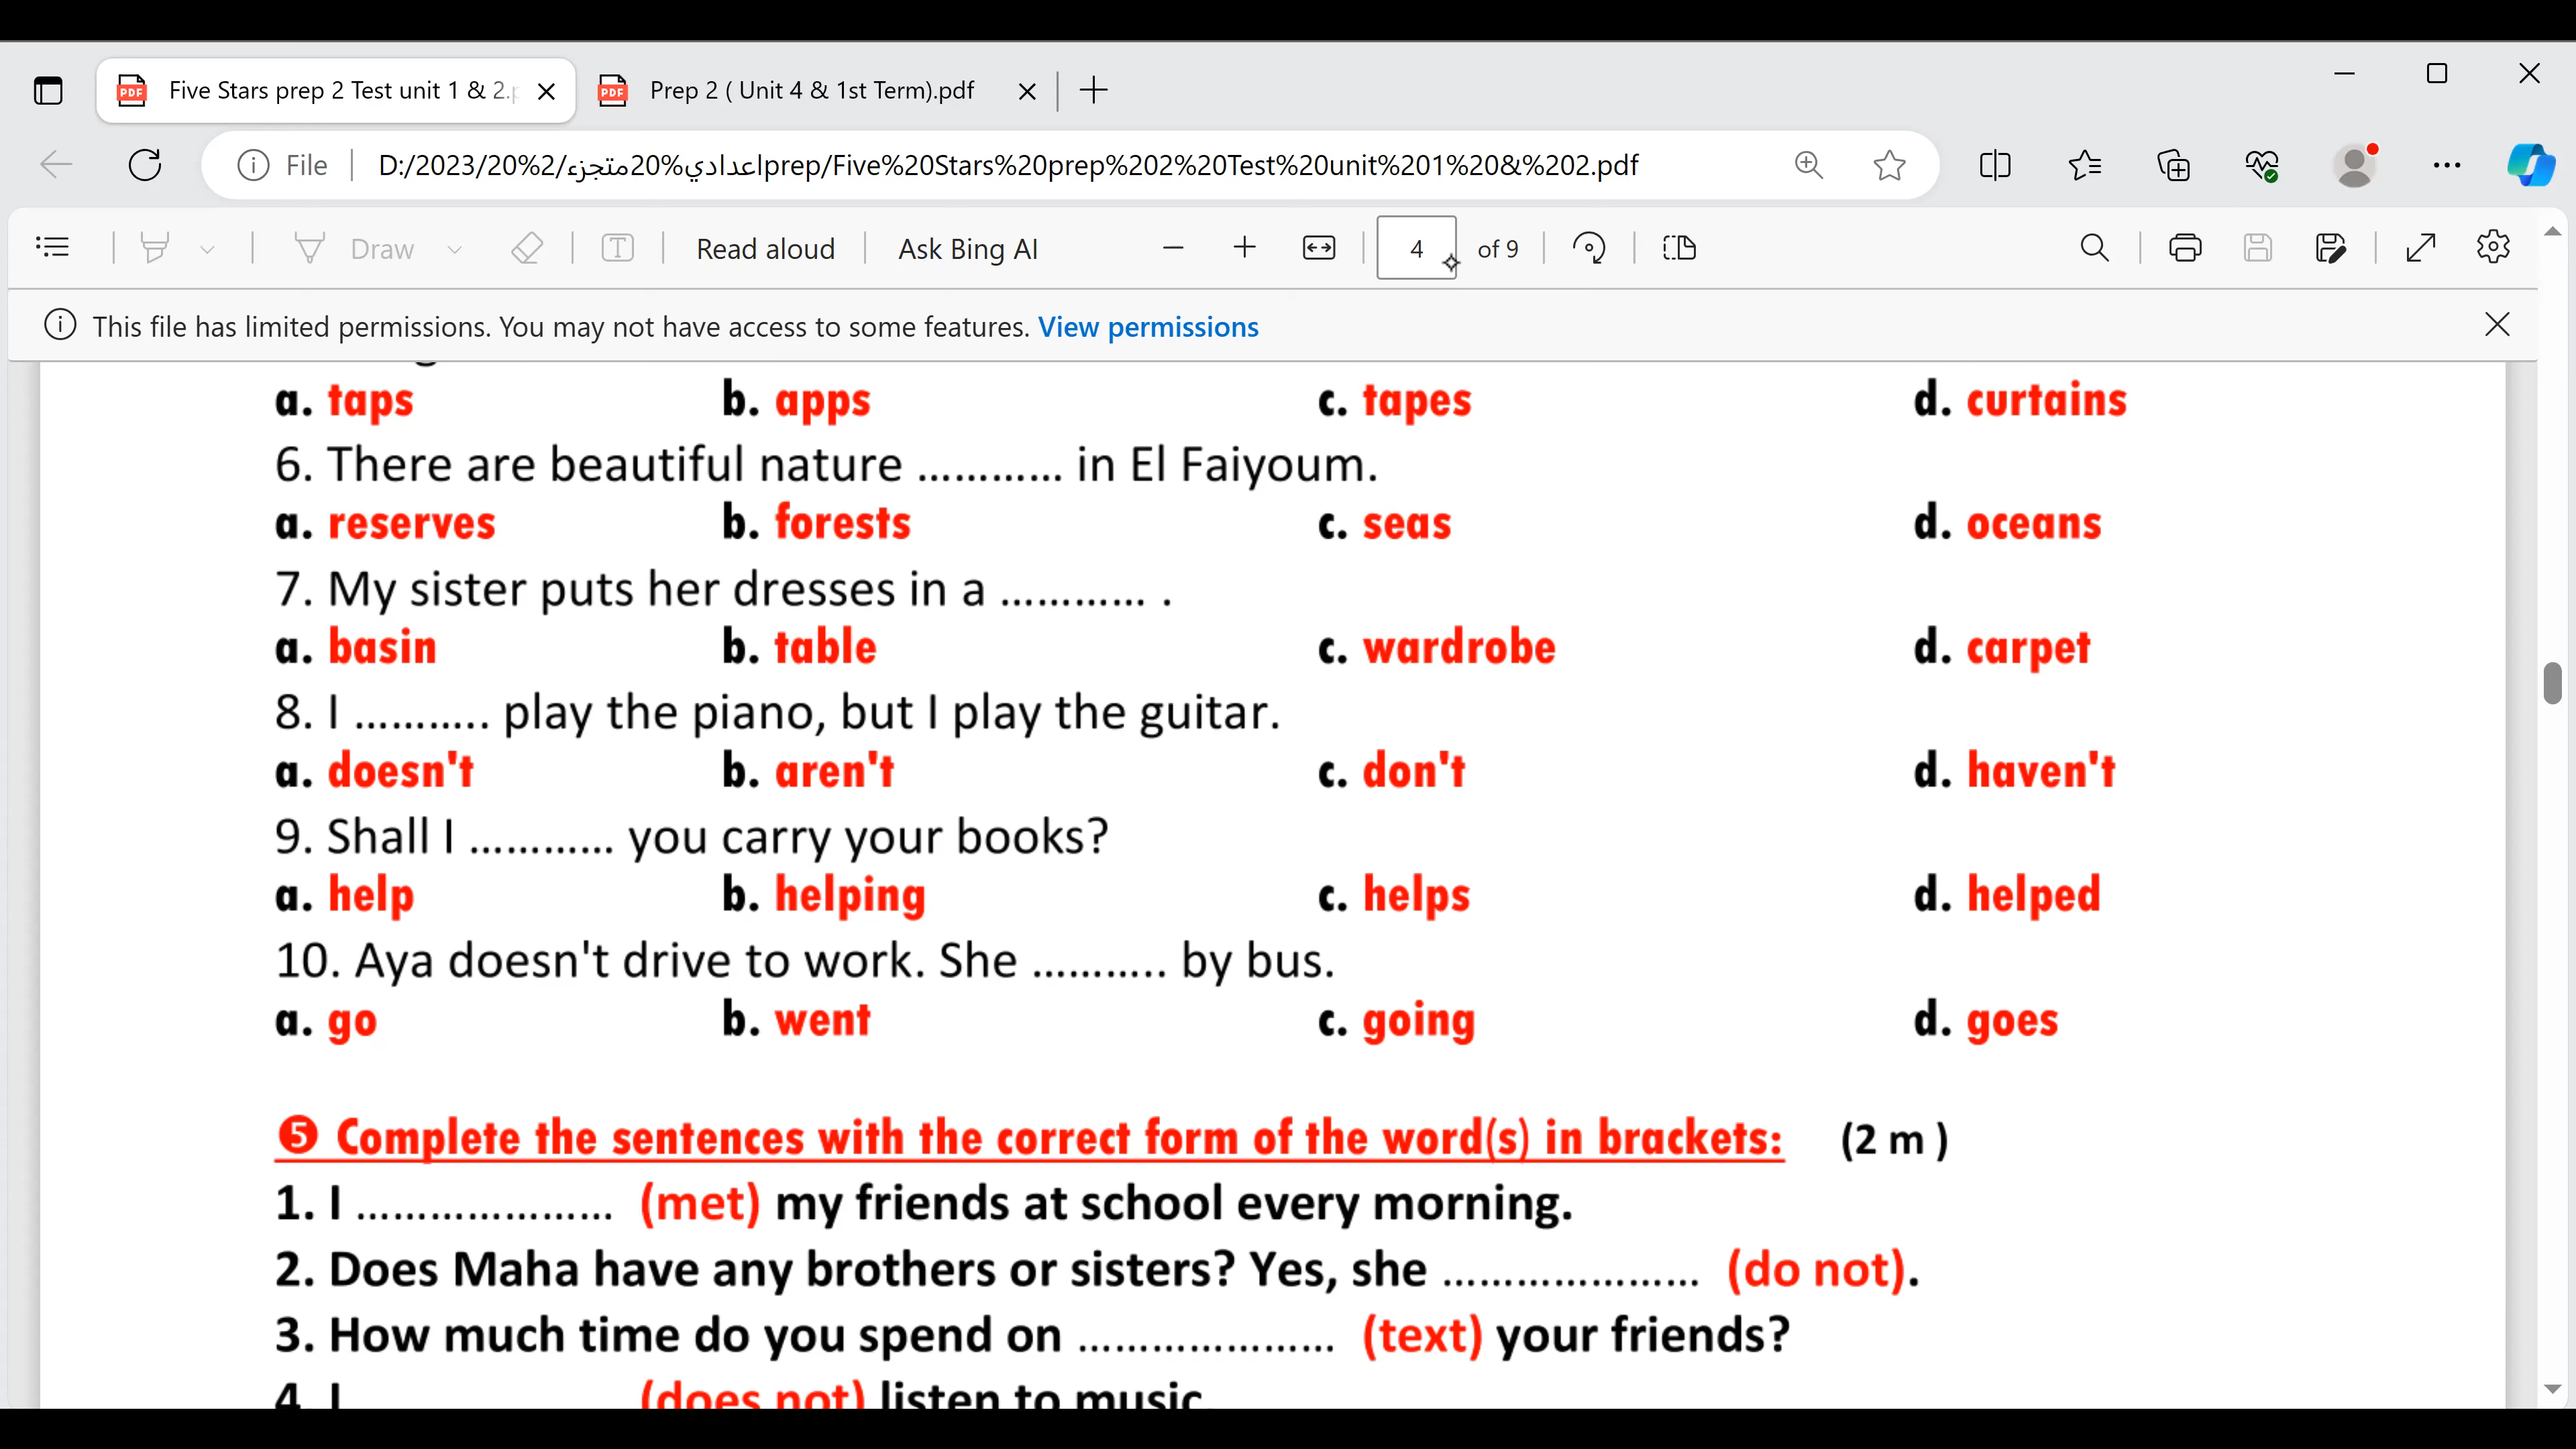 Five Stars prep 2 Test unit 1 & 2.p
Prep 2 ( Unit 4 & 1st Term).pdf
File
D:/2023/20%2/اعدادي%20متجزء/prep/Five%20Stars%20prep%202%20Test%20unit%201%20&%202.pdf
Draw
Read aloud
Ask Bing AI
4 of 9
This file has limited permissions. You may not have access to some features. View permissions
a. taps b. apps c. tapes d. curtains
6. There are beautiful nature ............. in El Faiyoum.
a. reserves b. forests c. seas d. oceans
7. My sister puts her dresses in a ............. .
a. basin b. table c. wardrobe d. carpet
8. I ............ play the piano, but I play the guitar.
a. doesn't b. aren't c. don't d. haven't
9. Shall I ............. you carry your books?
a. help b. helping c. helps d. helped
10. Aya doesn't drive to work. She ............ by bus.
a. go b. went c. going d. goes
❺ Complete the sentences with the correct form of the word(s) in brackets: (2 m )
1. I ..................... (met) my friends at school every morning.
2. Does Maha have any brothers or sisters? Yes, she ..................... (do not).
3. How much time do you spend on ..................... (text) your friends?
4. I (does not) listen to music.